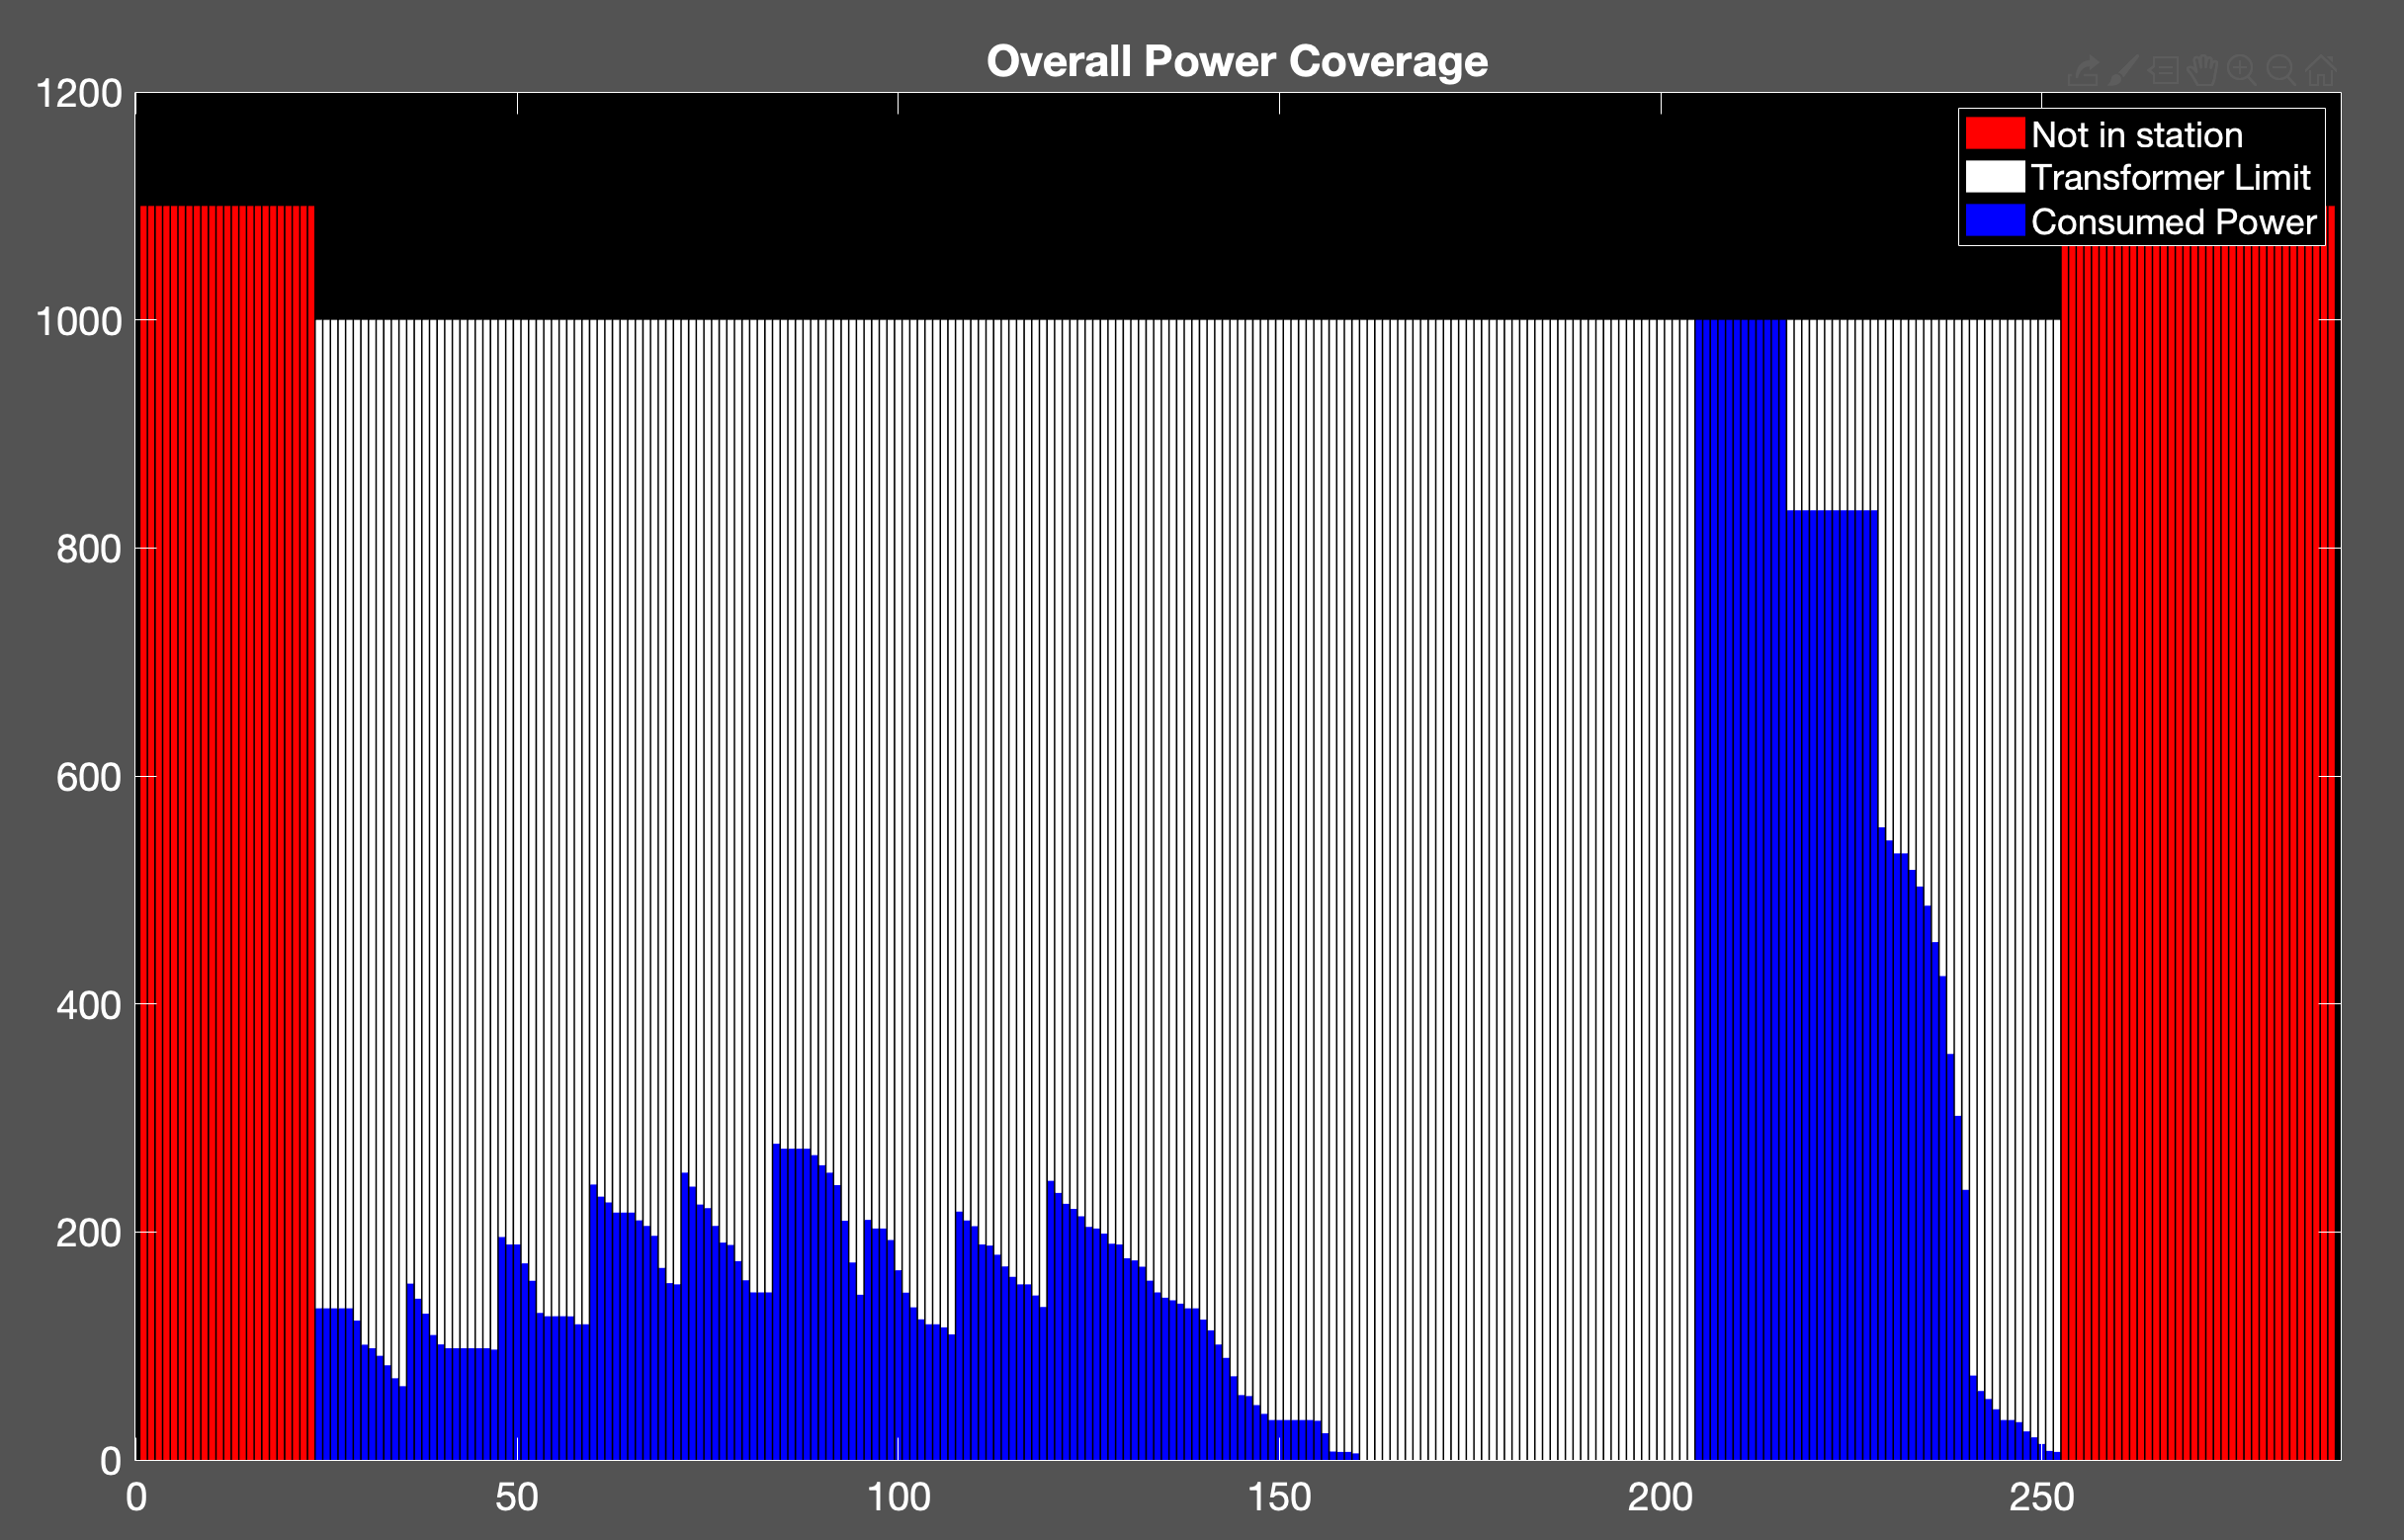 Overall Power Coverage
1200
1000
800
600
400
200
0
Not in station
Transformer Limit
Consumed Power
0 50 100 150 200 250